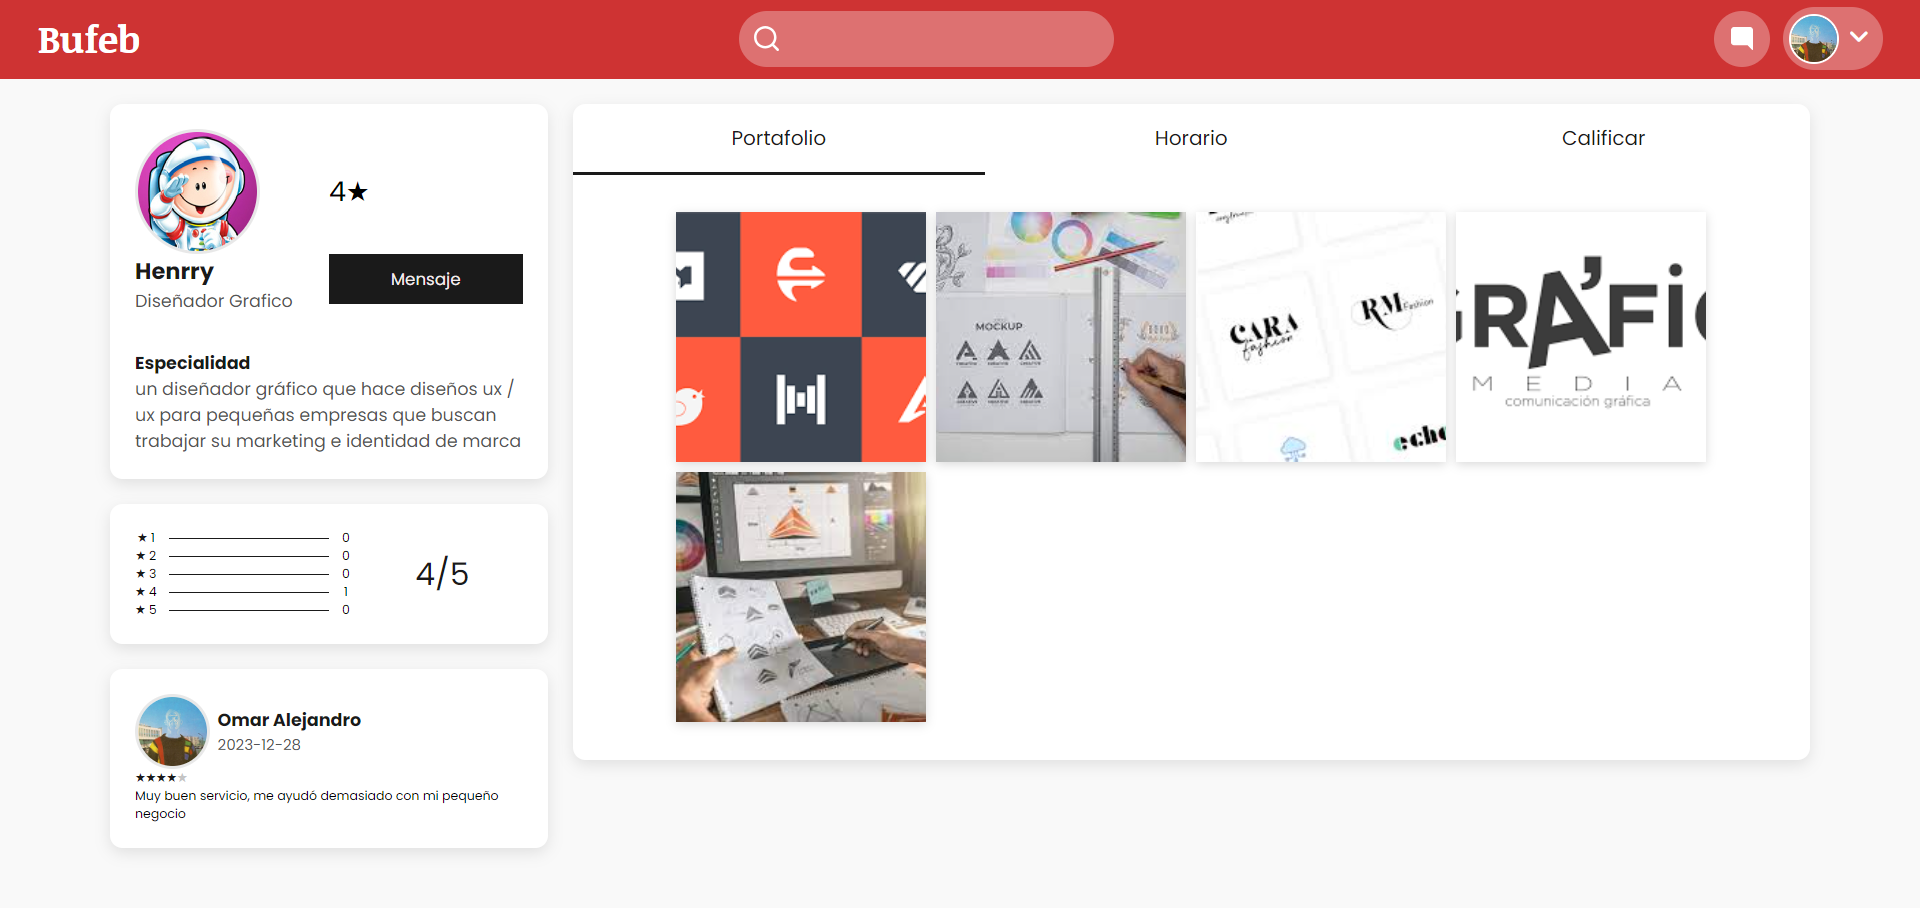 Bufeb
4★
Henrry
Diseñador Grafico
Mensaje
Especialidad
un diseñador gráfico que hace diseños ux /
ux para pequeñas empresas que buscan
trabajar su marketing e identidad de marca
★ 1 0
★ 2 0
★ 3 0
★ 4 1
★ 5 0
4/5
Omar Alejandro
2023-12-28
★★★★★
Muy buen servicio, me ayudó demasiado con mi pequeño
negocio
Portafolio
Horario
Calificar
MOCKUP
CARA
fashion
RM Fashion
echo
GRÁFIC
MEDIA
comunicación gráfica